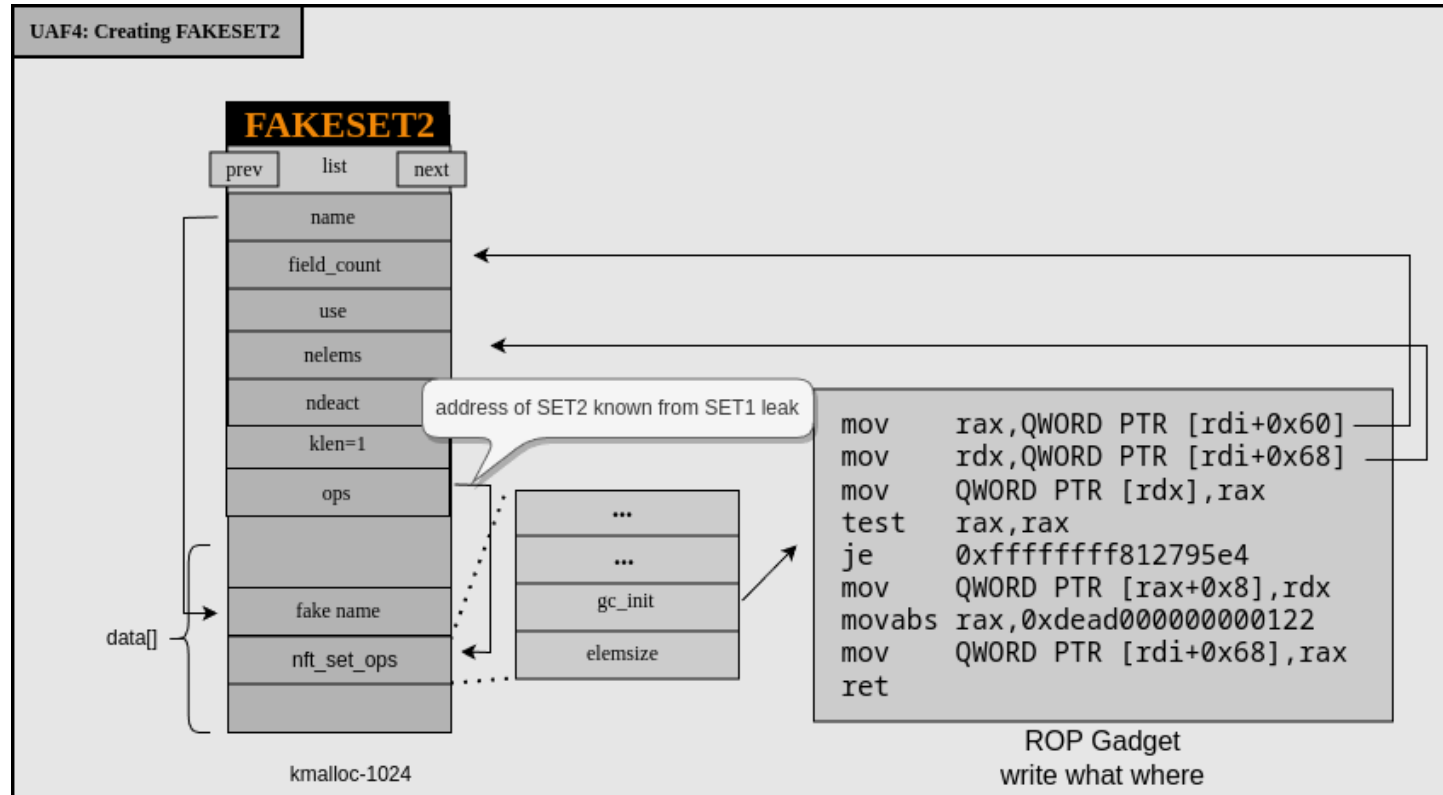 UAF4: Creating FAKESET2
FAKESET2
prev
list
next
name
field_count
use
nelems
ndeact
klen=1
ops
fake name
nft_set_ops
data[]
kmalloc-1024
address of SET2 known from SET1 leak
...
...
gc_init
elemsize
mov rax,QWORD PTR [rdi+0x60]
mov rdx,QWORD PTR [rdi+0x68]
mov QWORD PTR [rdx],rax
test rax,rax
je 0xffffffff812795e4
mov QWORD PTR [rax+0x8],rdx
movabs rax,0xdead000000000122
mov QWORD PTR [rdi+0x68],rax
ret
ROP Gadget
write what where